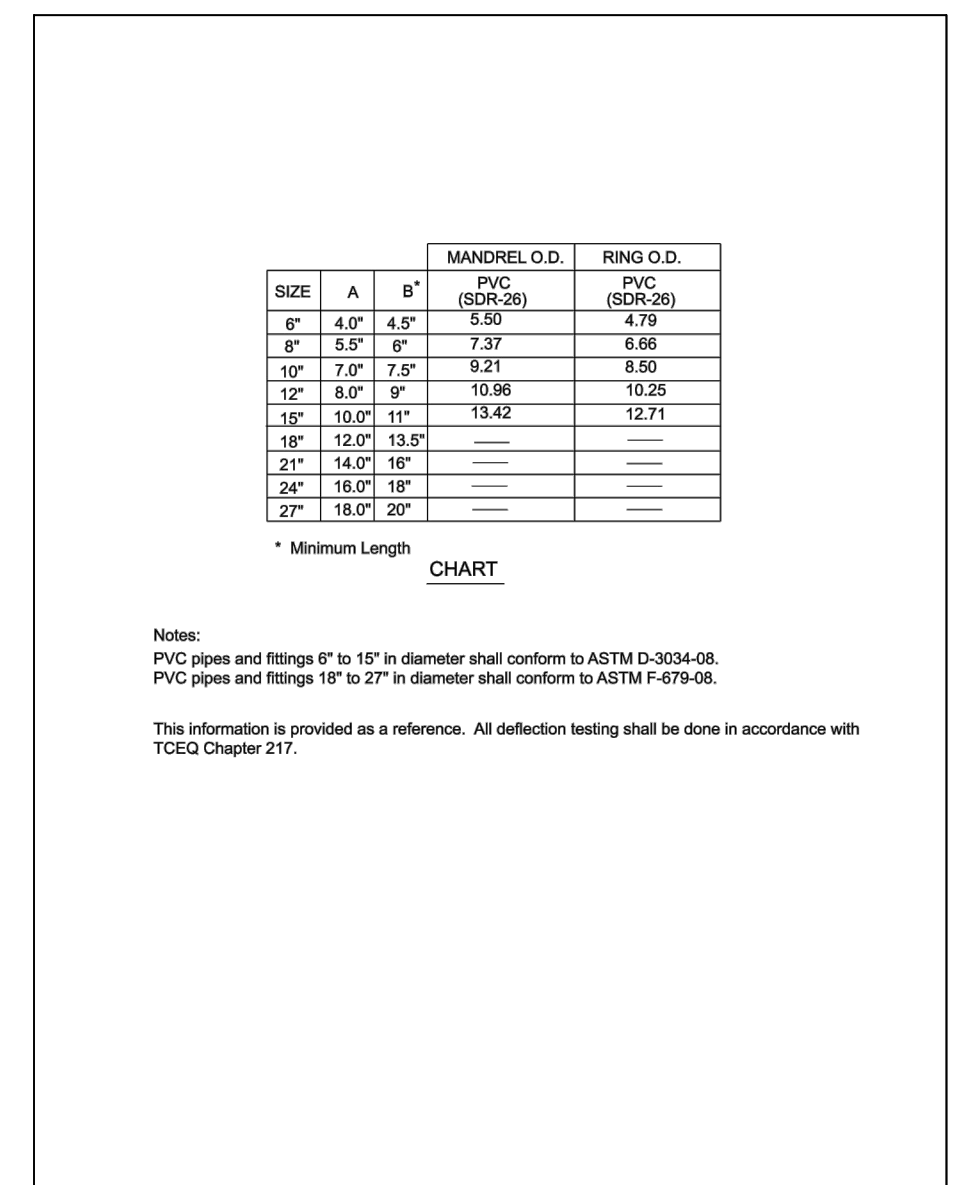 MANDREL O.D. RING O.D.
SIZE A B* PVC (SDR-26) PVC (SDR-26)
6" 4.0" 4.5" 5.50 4.79
8" 5.5" 6" 7.37 6.66
10" 7.0" 7.5" 9.21 8.50
12" 8.0" 9" 10.96 10.25
15" 10.0" 11" 13.42 12.71
18" 12.0" 13.5" —— ——
21" 14.0" 16" —— ——
24" 16.0" 18" —— ——
27" 18.0" 20" —— ——
* Minimum Length
CHART
Notes:
PVC pipes and fittings 6" to 15" in diameter shall conform to ASTM D-3034-08.
PVC pipes and fittings 18" to 27" in diameter shall conform to ASTM F-679-08.
This information is provided as a reference. All deflection testing shall be done in accordance with
TCEQ Chapter 217.